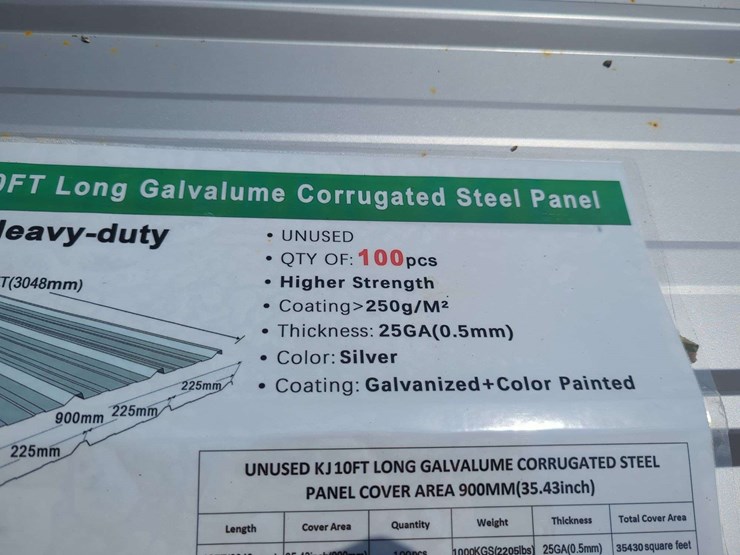 0FT Long Galvalume Corrugated Steel Panel
eavy-duty
T(3048mm)
• UNUSED
• QTY OF: 100pcs
• Higher Strength
• Coating>250g/M²
• Thickness: 25GA(0.5mm)
• Color: Silver
• Coating: Galvanized+Color Painted
225mm
900mm
225mm
225mm
UNUSED KJ 10FT LONG GALVALUME CORRUGATED STEEL
PANEL COVER AREA 900MM(35.43inch)
Length Cover Area Quantity Weight Thickness Total Cover Area
100pcs 1000KGS(2205lbs) 25GA(0.5mm) 35430 square feet